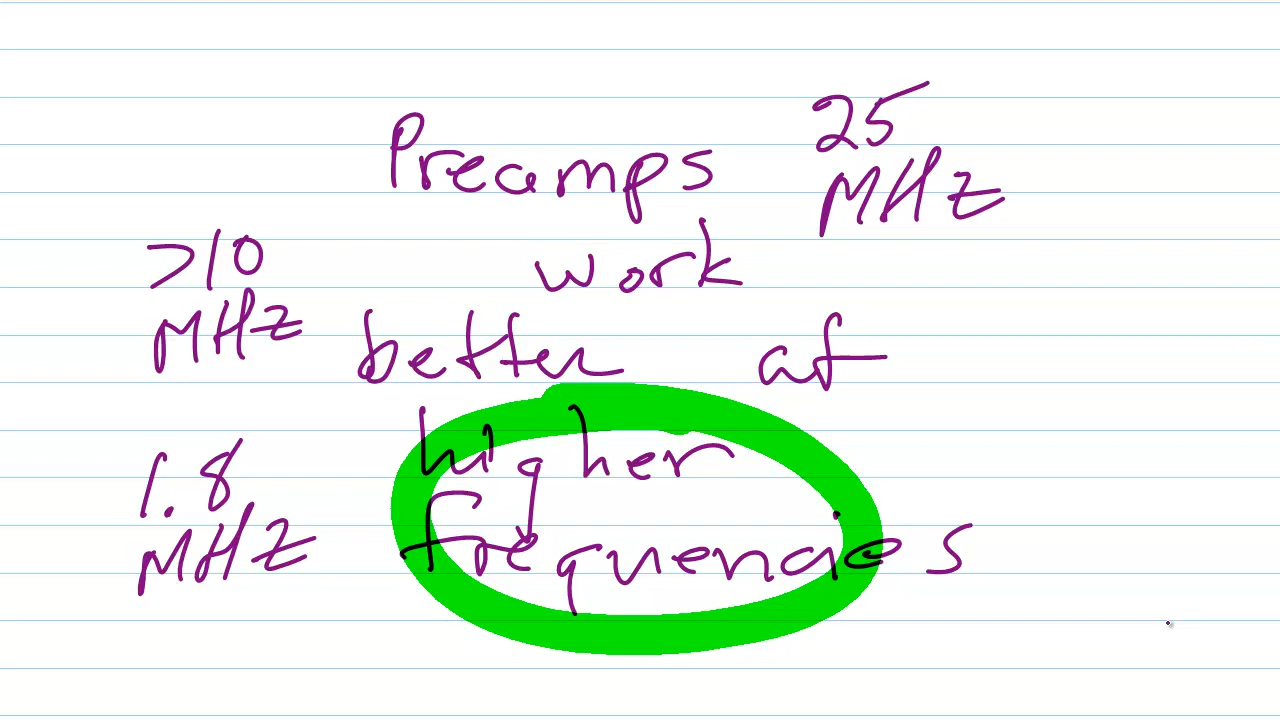 Preamps
work
better at
higher
frequencies
25
MHz
>10
MHz
1.8
MHz